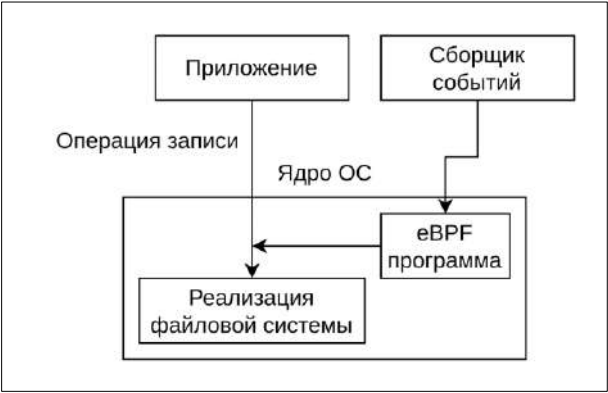 Приложение
Сборщик
событий
Операция записи
Ядро ОС
eBPF
программа
Реализация
файловой системы